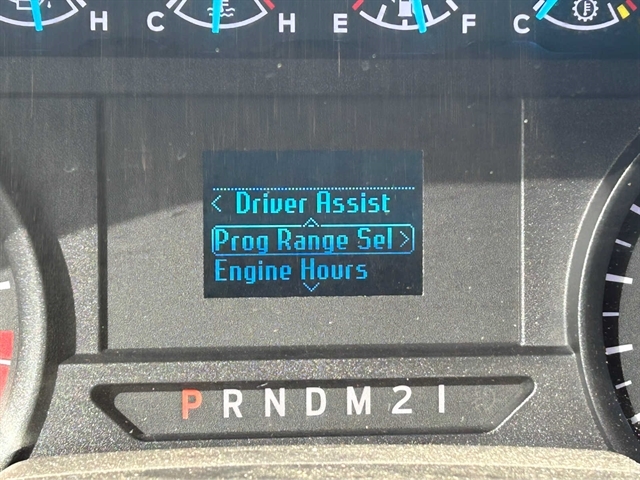 H C H E F C
< Driver Assist
Prog Range Sel >
Engine Hours
P R N D M 2 1